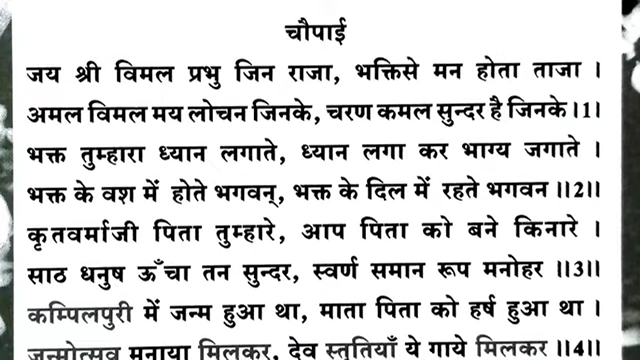 चौपाई
जय श्री विमल प्रभु जिन राजा, भक्तिसे मन होता ताजा ।
अमल विमल मय लोचन जिनके, चरण कमल सुन्दर है जिनके ।1।
भक्त तुम्हारा ध्यान लगाते, ध्यान लगा कर भाग्य जगाते ।
भक्त के वश में होते भगवन्, भक्त के दिल में रहते भगवन ।।2।।
कृतवर्माजी पिता तुम्हारे, आप पिता को बने किनारे ।
साठ धनुष ऊँचा तन सुन्दर, स्वर्ण समान रूप मनोहर ।।3।।
कम्पिलपुरी में जन्म हुआ था, माता पिता को हर्ष हुआ था ।
जन्मोत्सव मनाया मिलकर, देव स्तुतियाँ ये गाये मिलकर ।।4।।